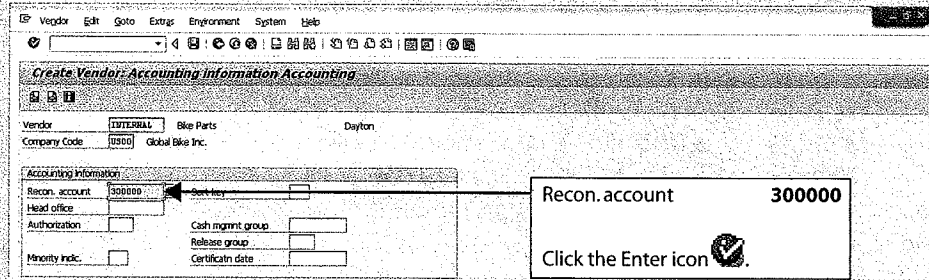 Vendor Edit Goto Extras Environment System Help
Create Vendor: Accounting information Accounting
Vendor INTERNAL Bike Parts Dayton
Company Code US00 Global Bike Inc.
Accounting information
Recon. account 300000 Sort key
Head office
Authorization Cash mgmnt group
Release group
Minority indic. Certificatn date
Recon. account 300000
Click the Enter icon .